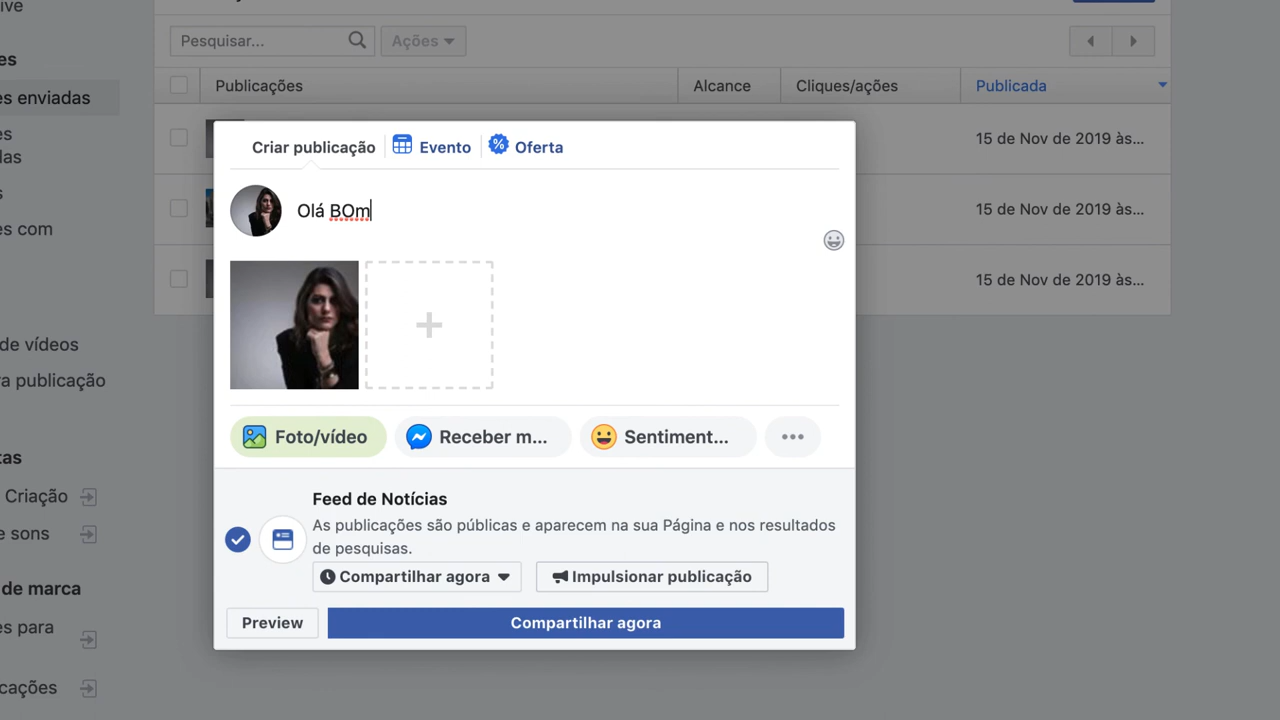 ive
Pesquisar...
Ações
es
Publicações
Alcance
Cliques/ações
Publicada
es enviadas
es
das
15 de Nov de 2019 às...
Criar publicação
Evento
Oferta
s
Olá BOm
15 de Nov de 2019 às...
es com
15 de Nov de 2019 às...
de vídeos
a publicação
Foto/vídeo
Receber m...
Sentiment...
tas
Criação
e sons
Feed de Notícias
As publicações são públicas e aparecem na sua Página e nos resultados
de pesquisas.
Compartilhar agora
Impulsionar publicação
de marca
es para
Preview
Compartilhar agora
cações